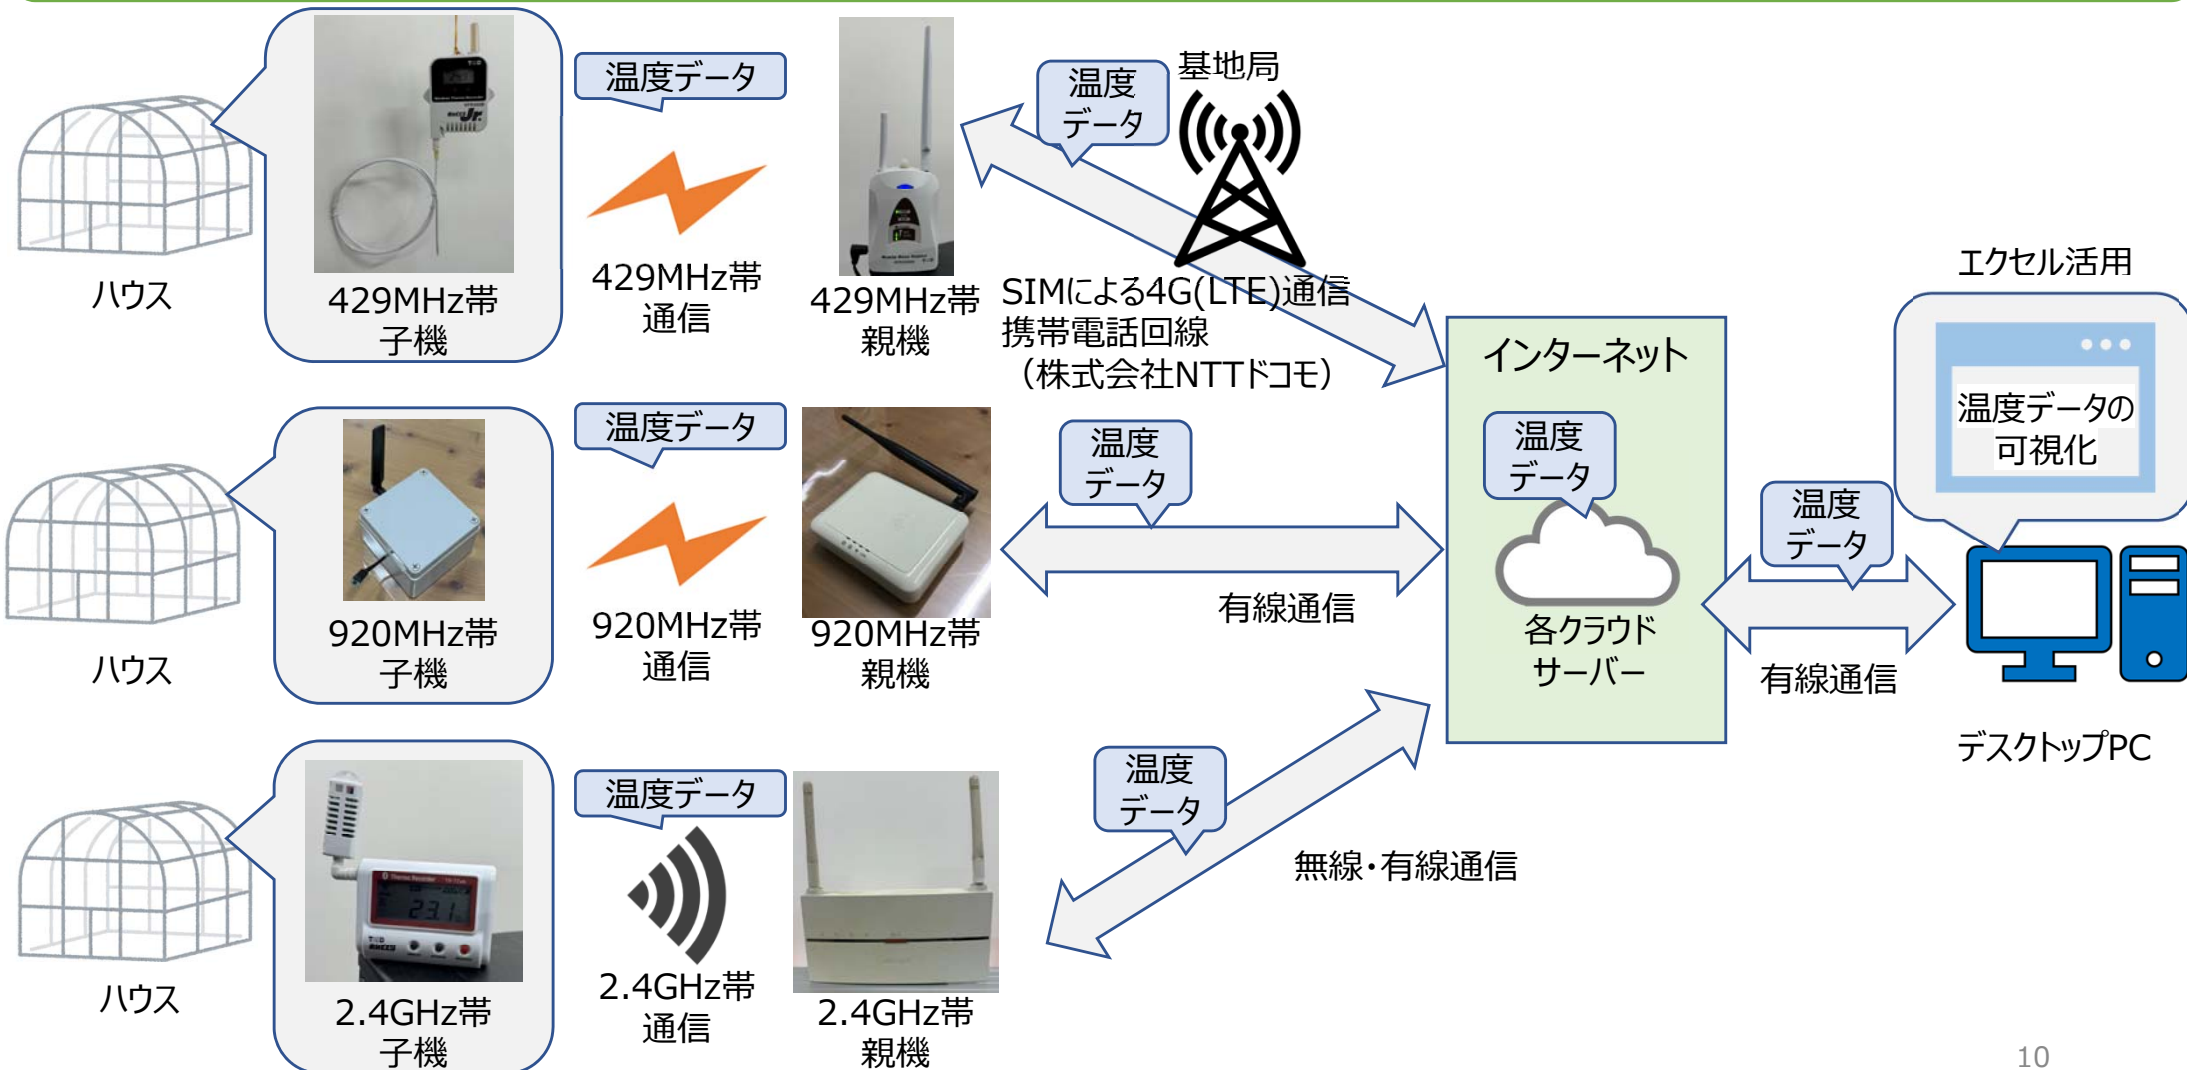 ハウス
429MHz帯
子機
温度データ
429MHz帯
通信
429MHz帯
親機
温度
データ
基地局
SIMによる4G(LTE)通信
携帯電話回線
（株式会社NTTドコモ）
ハウス
920MHz帯
子機
温度データ
920MHz帯
通信
920MHz帯
親機
温度
データ
有線通信
ハウス
Thermo Recorder
23.1
T&D
2.4GHz帯
子機
温度データ
2.4GHz帯
通信
2.4GHz帯
親機
温度
データ
無線・有線通信
インターネット
温度
データ
各クラウド
サーバー
温度
データ
有線通信
エクセル活用
温度データの
可視化
デスクトップPC
10